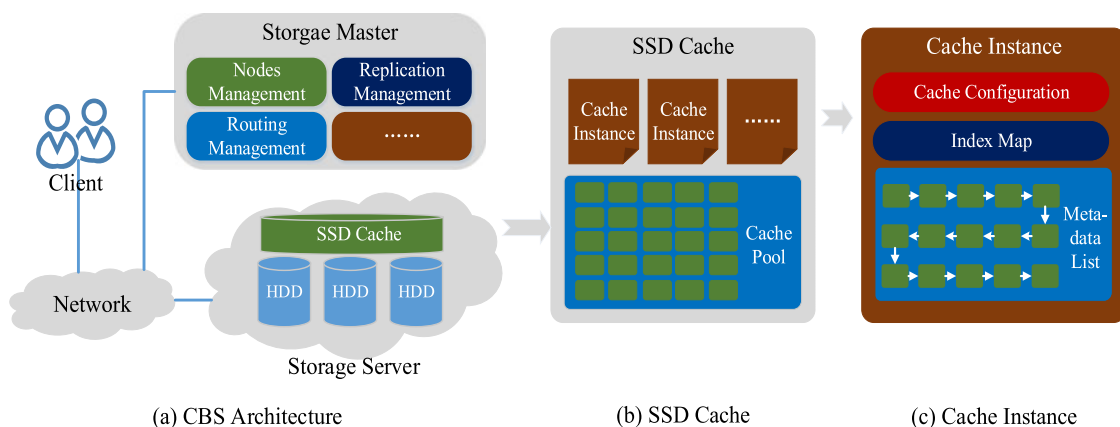 Storgae Master
Nodes
Management
Replication
Management
Routing
Management
......
Client
Network
SSD Cache
HDD
HDD
HDD
Storage Server
(a) CBS Architecture
SSD Cache
Cache
Instance
Cache
Instance
......
Cache
Pool
(b) SSD Cache
Cache Instance
Cache Configuration
Index Map
Meta-
data
List
(c) Cache Instance